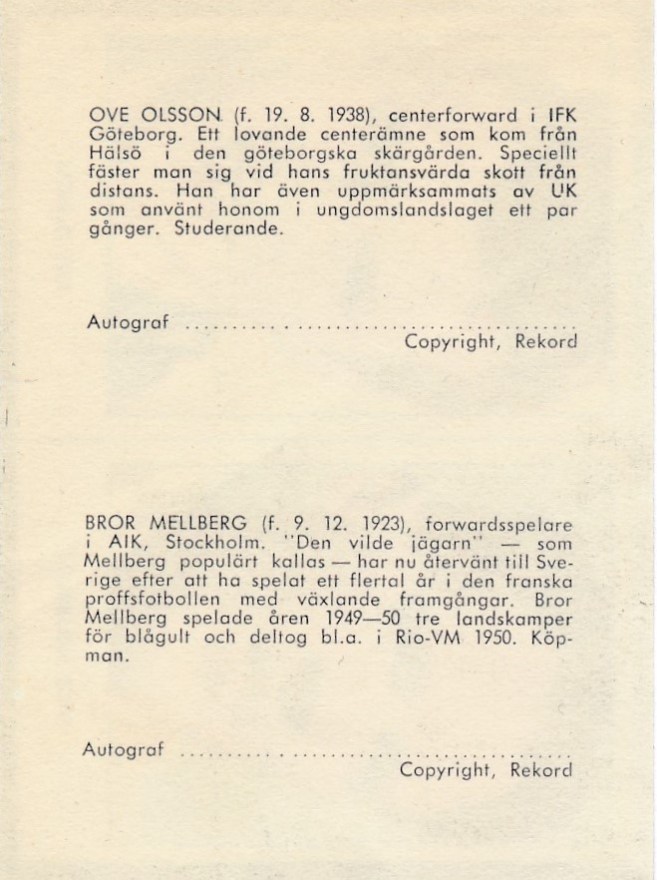 OVE OLSSON (f. 19. 8. 1938), centerforward i IFK
Göteborg. Ett lovande centerämne som kom från
Hälsö i den göteborgska skärgården. Speciellt
fäster man sig vid hans fruktansvärda skott från
distans. Han har även uppmärksammats av UK
som använt honom i ungdomslandslaget ett par
gånger. Studerande.
Autograf ............................................
Copyright, Rekord
BROR MELLBERG (f. 9. 12. 1923), forwardsspelare
i AIK, Stockholm. "Den vilde jägarn" — som
Mellberg populärt kallas — har nu återvänt till Sve-
rige efter att ha spelat ett flertal år i den franska
proffsfotbollen med växlande framgångar. Bror
Mellberg spelade åren 1949—50 tre landskamper
för blågult och deltog bl.a. i Rio-VM 1950. Köp-
man.
Autograf ............................................
Copyright, Rekord